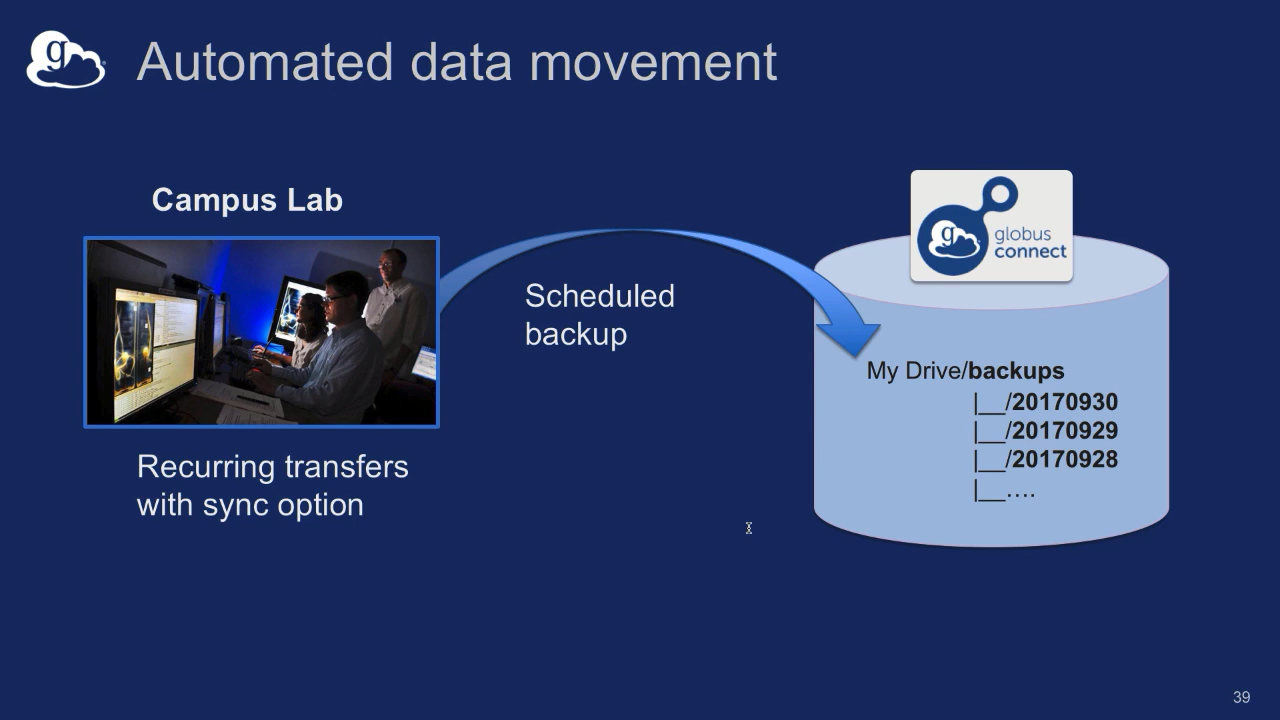 g
Automated data movement
Campus Lab
g
globus
connect
Scheduled
backup
My Drive/backups
|__/20170930
|__/20170929
|__/20170928
|__....
Recurring transfers
with sync option
39